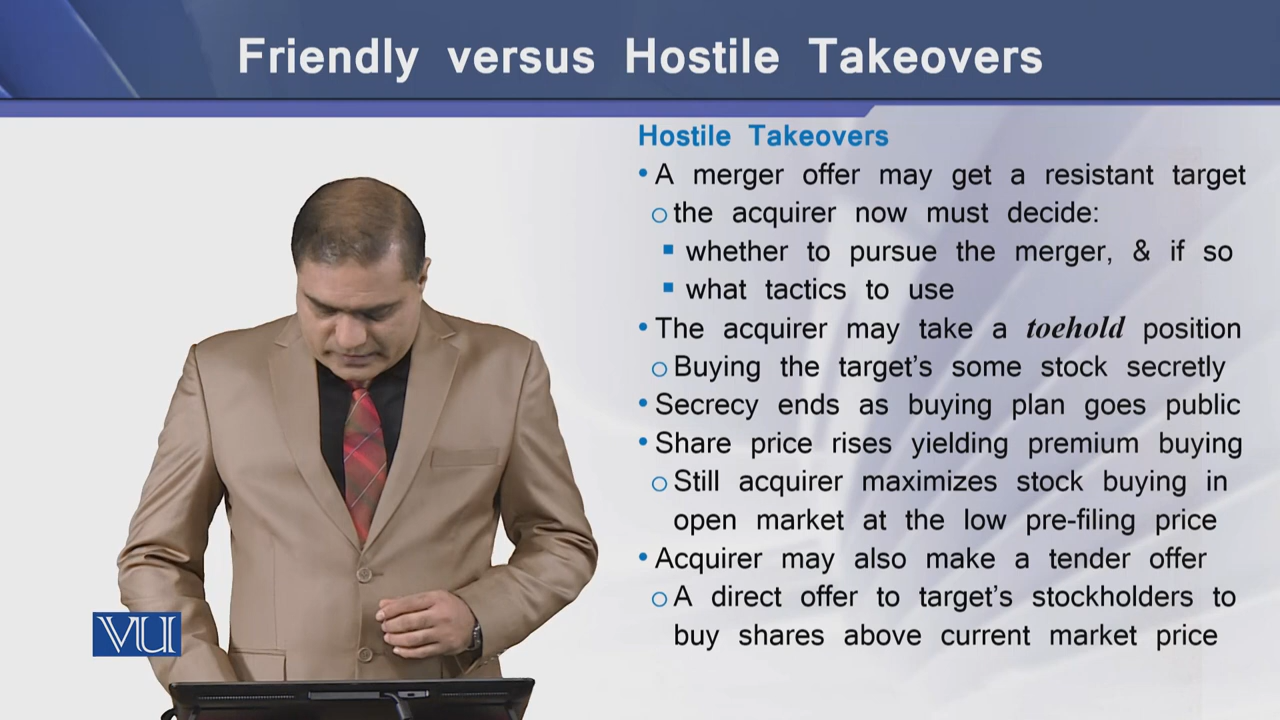 Friendly versus Hostile Takeovers
Hostile Takeovers
• A merger offer may get a resistant target
o the acquirer now must decide:
▪ whether to pursue the merger, & if so
▪ what tactics to use
• The acquirer may take a toehold position
o Buying the target's some stock secretly
• Secrecy ends as buying plan goes public
• Share price rises yielding premium buying
o Still acquirer maximizes stock buying in
open market at the low pre-filing price
• Acquirer may also make a tender offer
o A direct offer to target's stockholders to
buy shares above current market price
VU